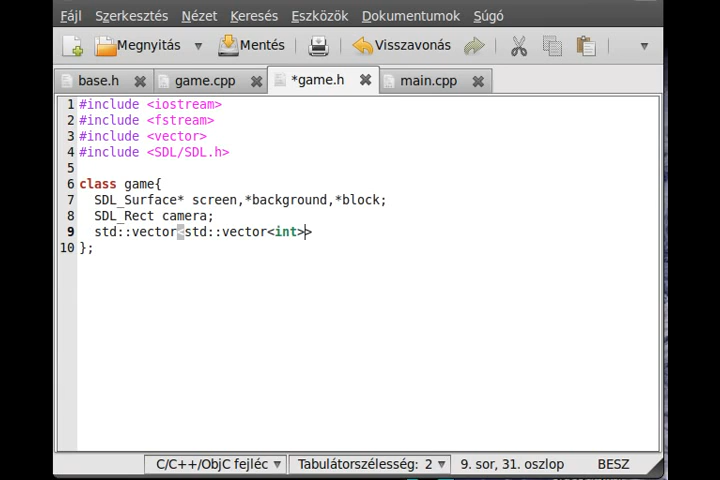 Fájl Szerkesztés Nézet Keresés Eszközök Dokumentumok Súgó
Megnyitás Mentés Visszavonás
base.h game.cpp *game.h main.cpp
1 #include <iostream>
2 #include <fstream>
3 #include <vector>
4 #include <SDL/SDL.h>
5
6 class game{
7 SDL_Surface* screen,*background,*block;
8 SDL_Rect camera;
9 std::vector<std::vector<int>>
10 };
C/C++/ObjC fejléc Tabulátorszélesség: 2 9. sor, 31. oszlop BESZ